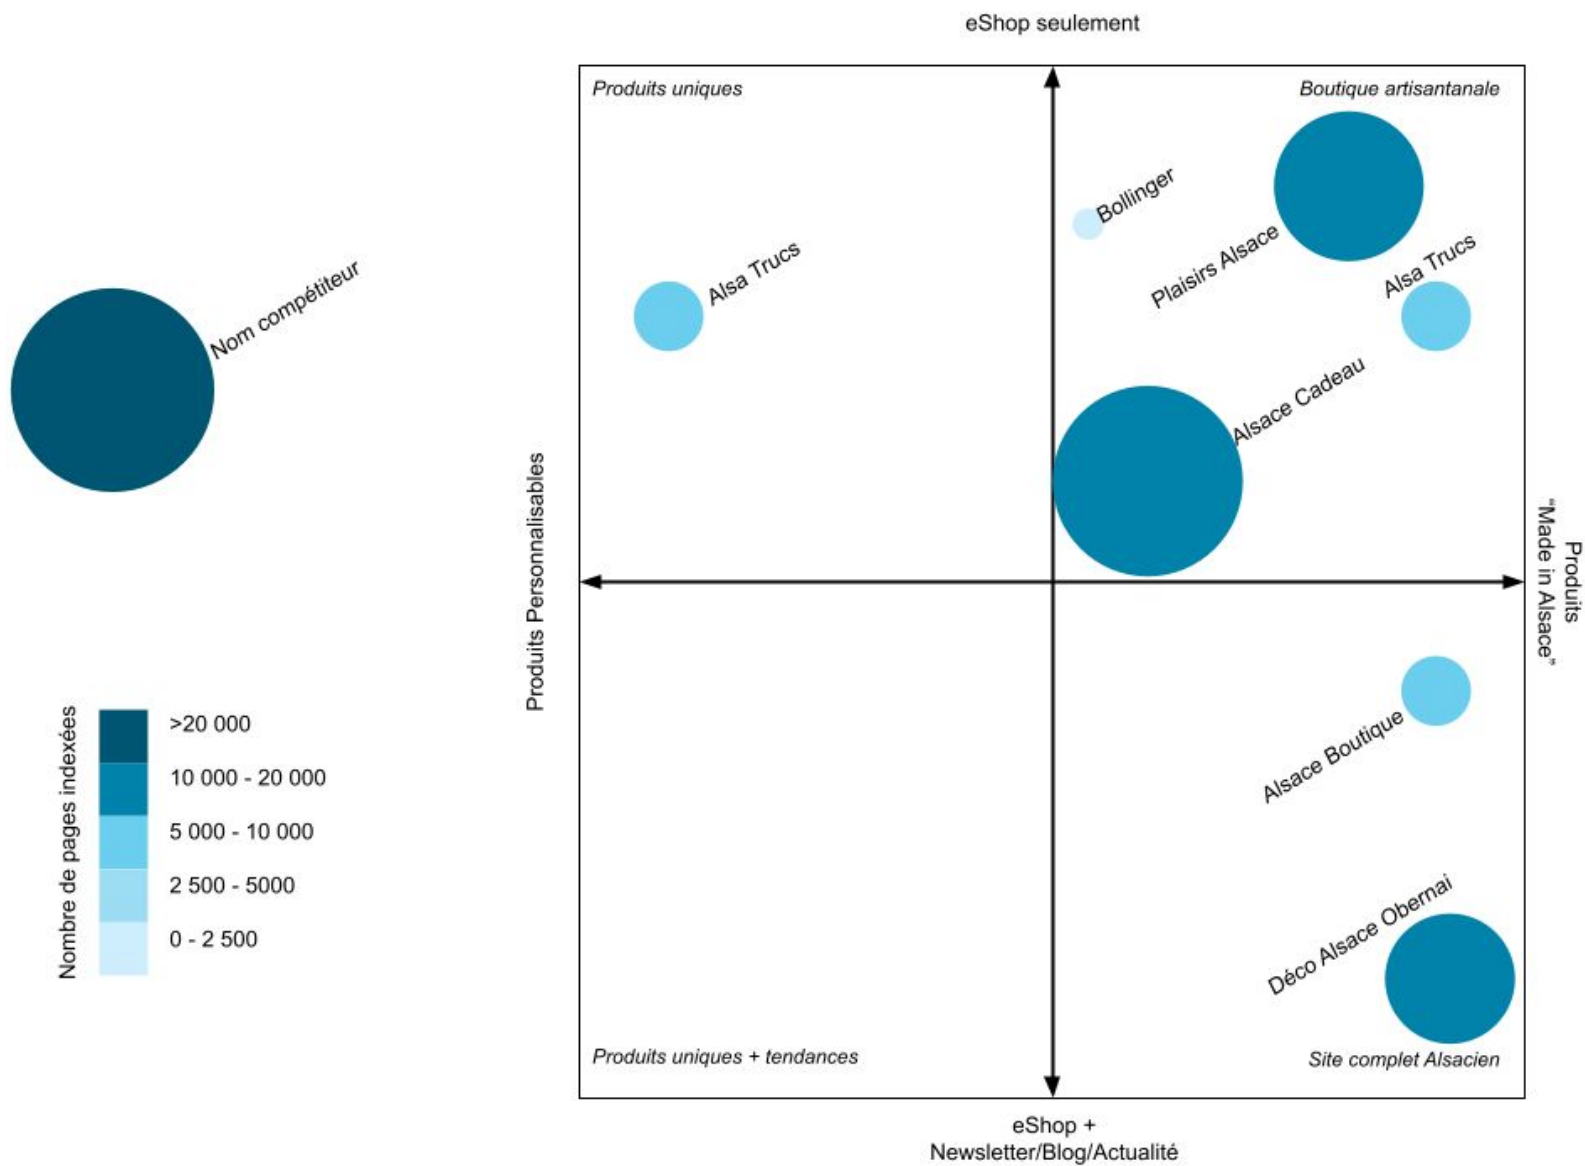 eShop seulement
Produits uniques
Boutique artisantanale
Bollinger
Plaisirs Alsace
Alsa Trucs
Alsa Trucs
Nom compétiteur
Alsace Cadeau
Produits Personnalisables
Produits
“Made in Alsace”
Alsace Boutique
Nombre de pages indexées
>20 000
10 000 - 20 000
5 000 - 10 000
2 500 - 5000
0 - 2 500
Déco Alsace Obernai
Produits uniques + tendances
Site complet Alsacien
eShop +
Newsletter/Blog/Actualité